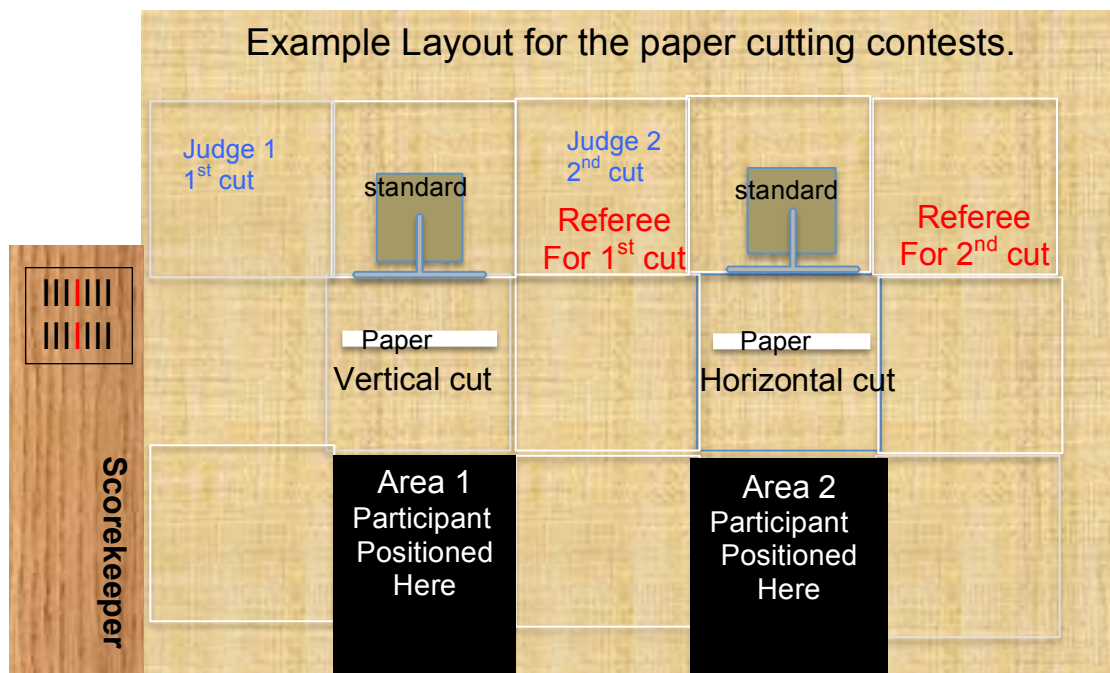 Example Layout for the paper cutting contests.
Judge 1
1st cut
standard
Judge 2
2nd cut
Referee
For 1st cut
standard
Referee
For 2nd cut
Paper
Vertical cut
Paper
Horizontal cut
Scorekeeper
Area 1
Participant
Positioned
Here
Area 2
Participant
Positioned
Here